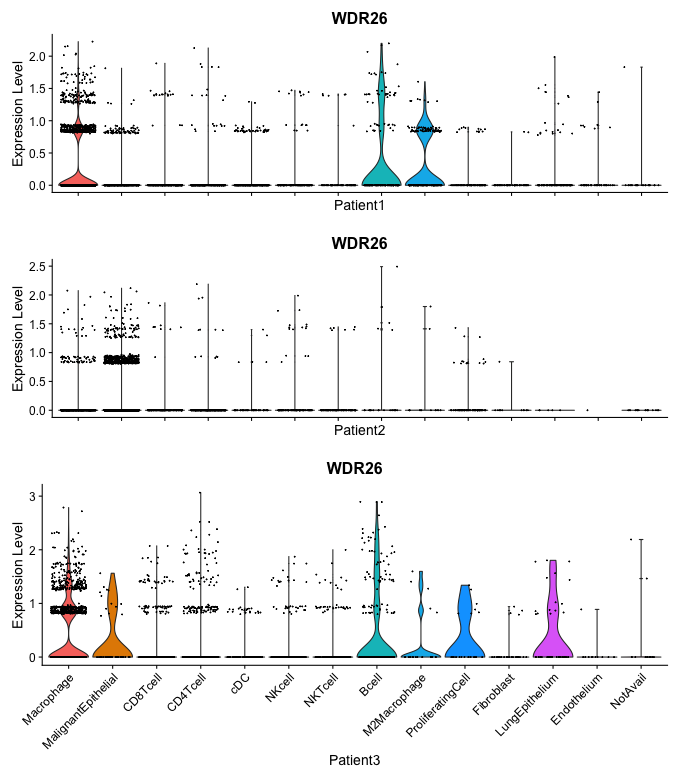 WDR26
Expression Level
2.0
1.5
1.0
0.5
0.0
Patient1
WDR26
Expression Level
2.5
2.0
1.5
1.0
0.5
0.0
Patient2
WDR26
Expression Level
3
2
1
0
Macrophage
MalignantEpithelial
CD8Tcell
CD4Tcell
cDC
NKcell
NKTcell
Bcell
M2Macrophage
ProliferatingCell
Fibroblast
LungEpithelium
Endothelium
NotAvail
Patient3